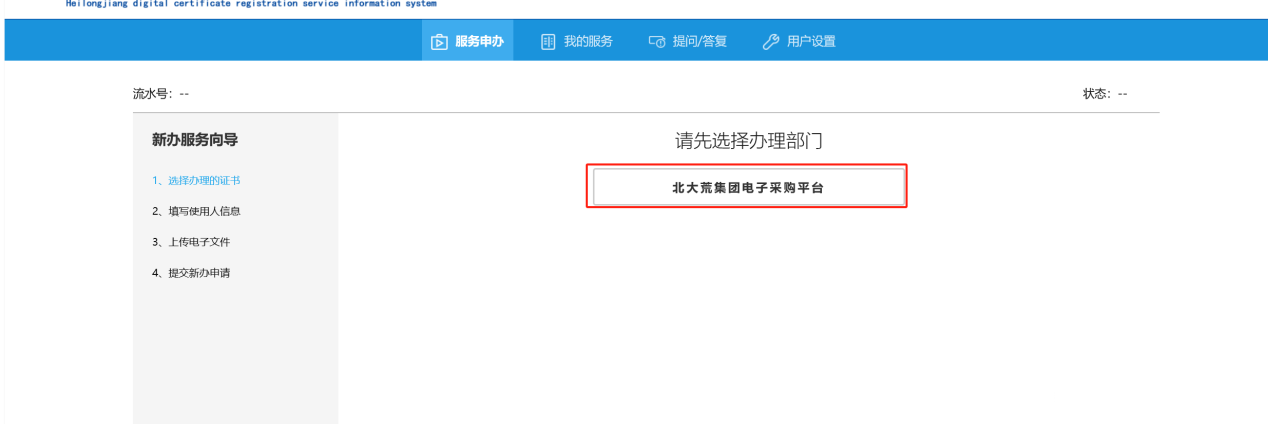 Heilongjiang digital certificate registration service information system
服务申办 我的服务 提问/答复 用户设置
流水号：-- 状态：--
新办服务向导
1、选择办理的证书
2、填写使用人信息
3、上传电子文件
4、提交新办申请
请先选择办理部门
北大荒集团电子采购平台